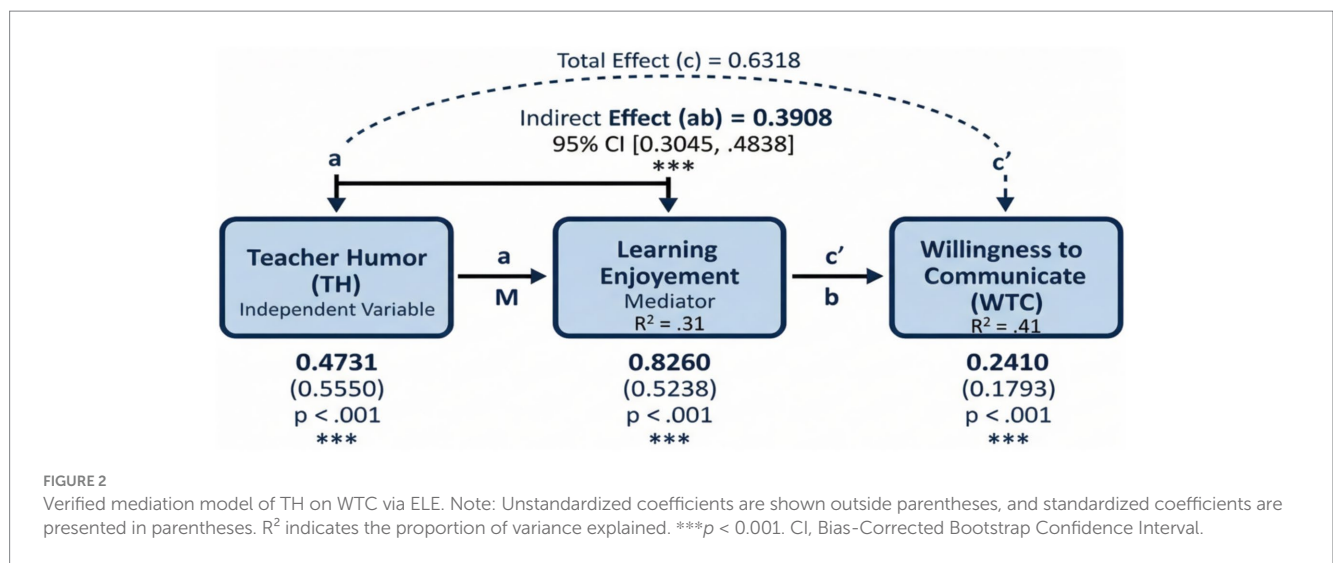 Total Effect (c) = 0.6318
Indirect Effect (ab) = 0.3908
95% CI [0.3045, .4838]
***
a
c’
Teacher Humor
(TH)
Independent Variable
a
M
Learning
Enjoyement
Mediator
R² = .31
c’
b
Willingness to
Communicate
(WTC)
R² = .41
0.4731
(0.5550)
p < .001
***
0.8260
(0.5238)
p < .001
***
0.2410
(0.1793)
p < .001
***
FIGURE 2
Verified mediation model of TH on WTC via ELE. Note: Unstandardized coefficients are shown outside parentheses, and standardized coefficients are
presented in parentheses. R² indicates the proportion of variance explained. ***p < 0.001. CI, Bias-Corrected Bootstrap Confidence Interval.